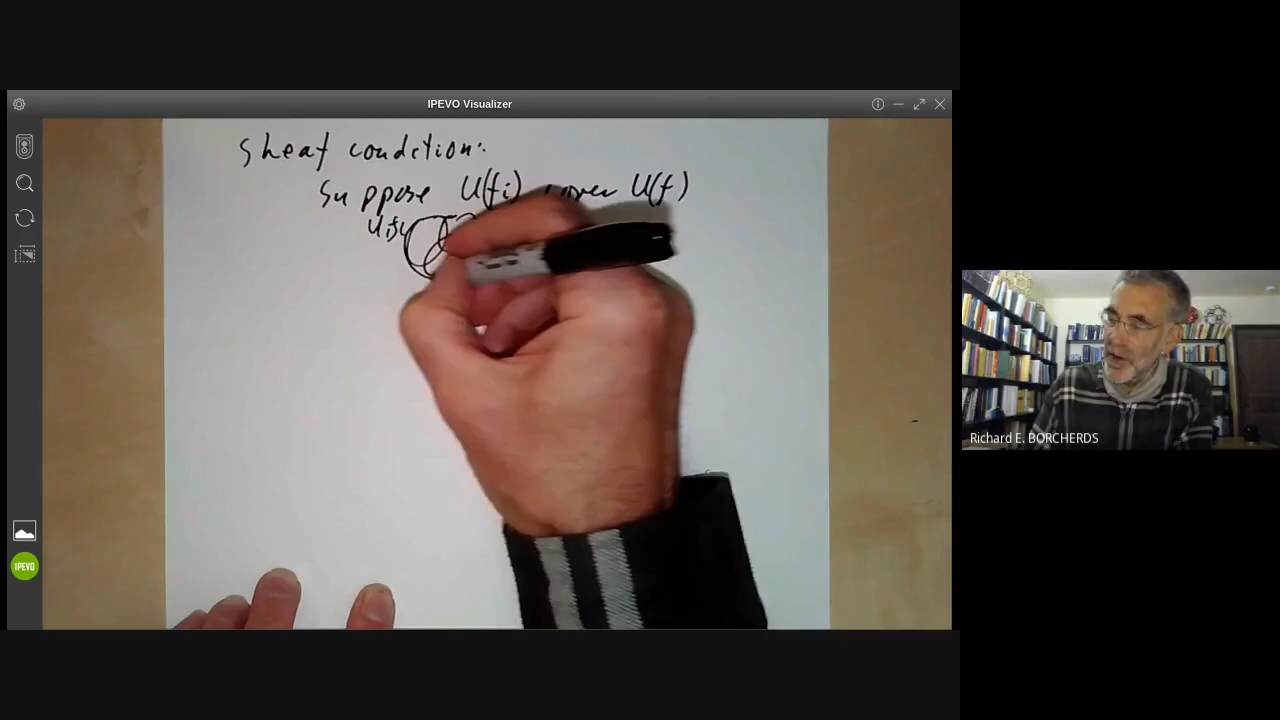 IPEVO Visualizer
Sheaf condition:
Suppose U(fi) cover U(f)
IPEVO
Richard E. BORCHERDS